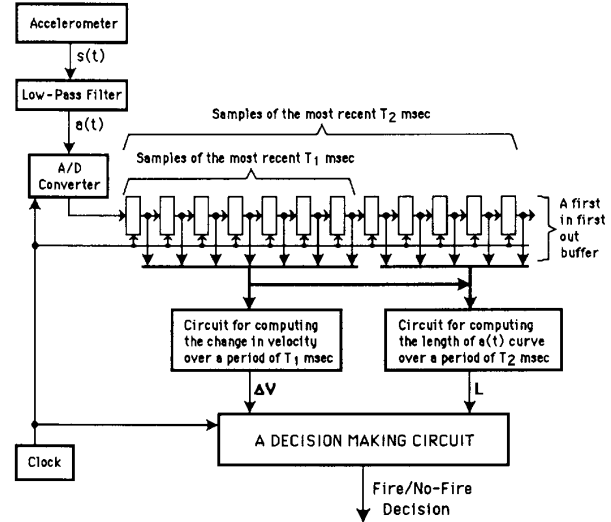 Accelerometer
s(t)
Low-Pass Filter
a(t)
A/D
Converter
Samples of the most recent T₂ msec
Samples of the most recent T₁ msec
A first
in first
out
buffer
Circuit for computing
the change in velocity
over a period of T₁ msec
Circuit for computing
the length of a(t) curve
over a period of T₂ msec
ΔV
L
A DECISION MAKING CIRCUIT
Clock
Fire/No-Fire
Decision